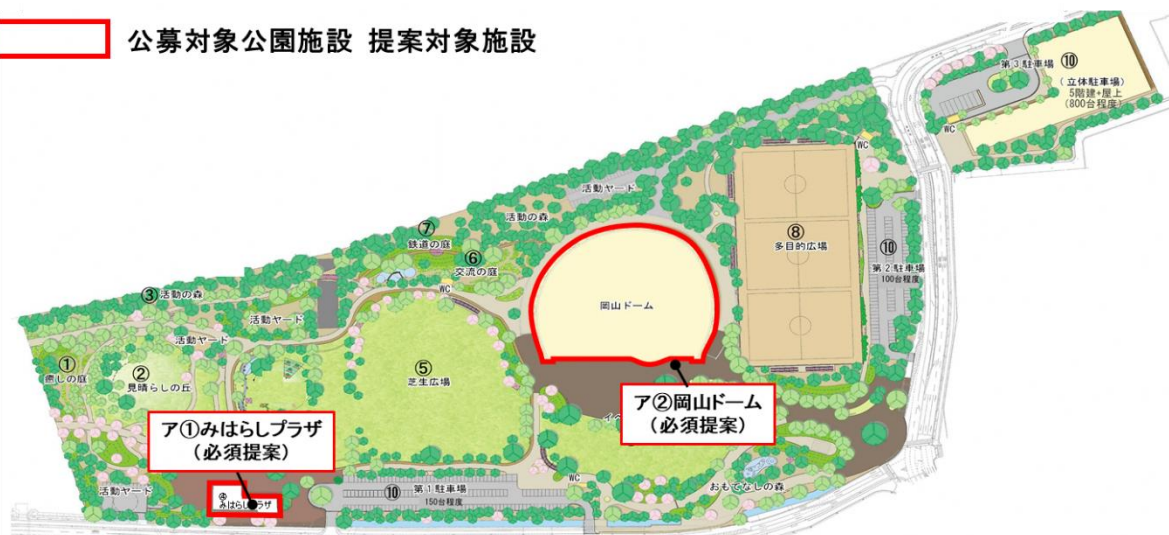 公募対象公園施設 提案対象施設
第3駐車場
⑩
(立体駐車場)
5階建+屋上
(800台程度)
WC
WC
活動ヤード
活動の森
⑦
鉄道の庭
⑥
交流の庭
WC
⑧
多目的広場
⑩
第2駐車場
100台程度
岡山ドーム
③活動の森
活動ヤード
活動ヤード
①
癒しの庭
②
見晴らしの丘
⑤
芝生広場
ア①みはらしプラザ
(必須提案)
ア②岡山ドーム
(必須提案)
WC
おもてなしの森
活動ヤード
④
みはらしプラザ
⑩
第1駐車場
150台程度